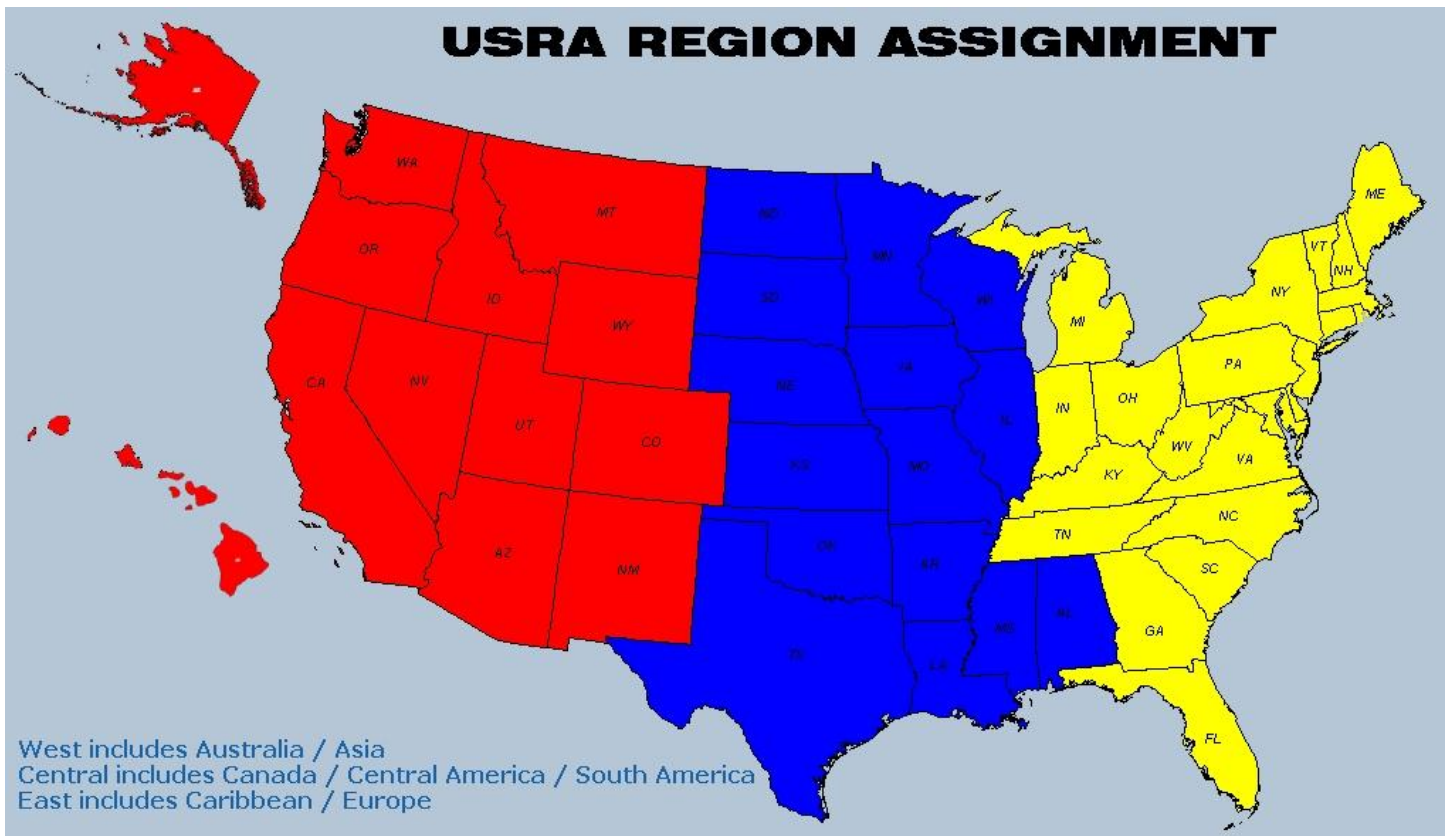 USRA REGION ASSIGNMENT
WA
MT
ND
MN
ME
OR
ID
SD
WI
VT
NH
NY
WY
MI
CA
NV
NE
IA
PA
UT
CO
IL
IN
OH
KS
MO
WV
VA
KY
AZ
NM
OK
AR
TN
NC
SC
MS
AL
GA
TX
LA
FL
West includes Australia / Asia
Central includes Canada / Central America / South America
East includes Caribbean / Europe